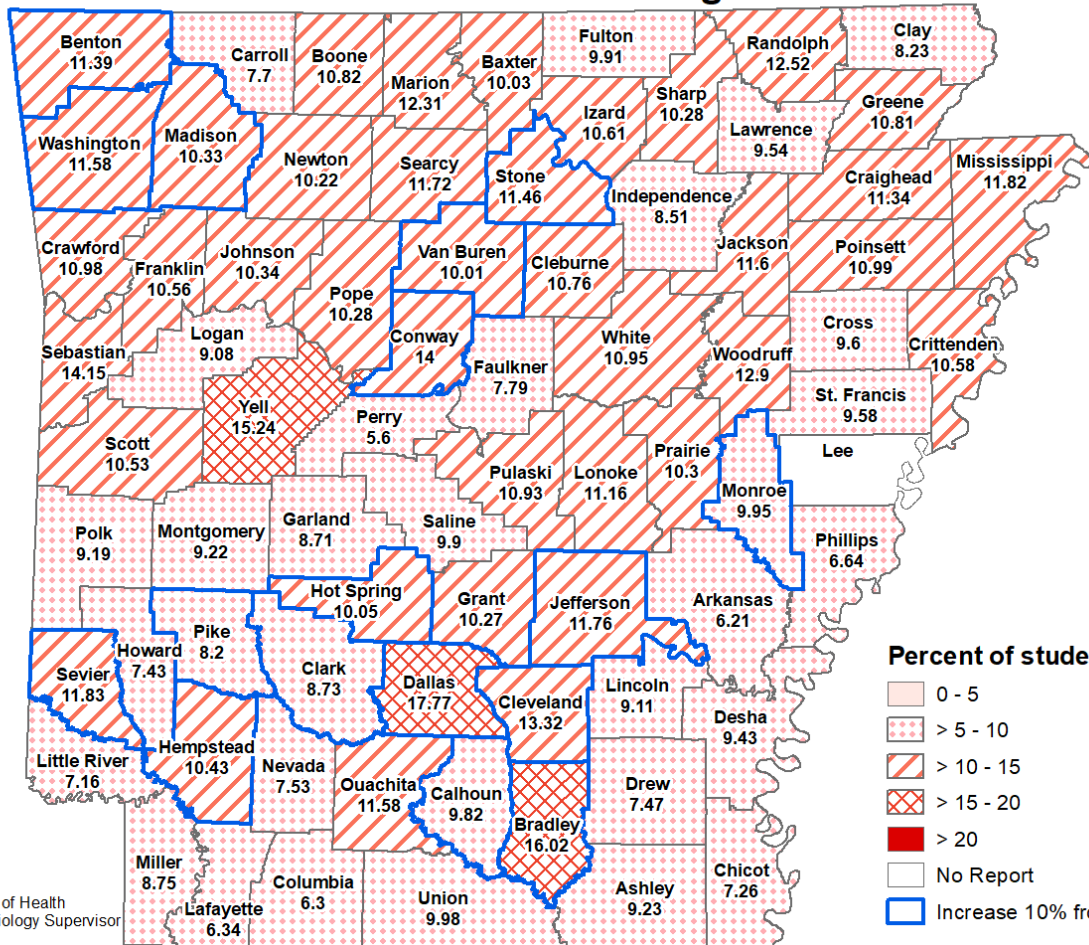 Benton
11.39
Carroll
7.7
Boone
10.82
Marion
12.31
Baxter
10.03
Fulton
9.91
Randolph
12.52
Clay
8.23
Izard
10.61
Sharp
10.28
Greene
10.81
Lawrence
9.54
Washington
11.58
Madison
10.33
Newton
10.22
Searcy
11.72
Stone
11.46
Independence
8.51
Craighead
11.34
Mississippi
11.82
Crawford
10.98
Franklin
10.56
Johnson
10.34
Van Buren
10.01
Cleburne
10.76
Jackson
11.6
Poinsett
10.99
Pope
10.28
Logan
9.08
Conway
14
Faulkner
7.79
White
10.95
Woodruff
12.9
Cross
9.6
Crittenden
10.58
Sebastian
14.15
Yell
15.24
Perry
5.6
St. Francis
9.58
Scott
10.53
Pulaski
10.93
Lonoke
11.16
Prairie
10.3
Lee
Monroe
9.95
Polk
9.19
Montgomery
9.22
Garland
8.71
Saline
9.9
Phillips
6.64
Hot Spring
10.05
Grant
10.27
Jefferson
11.76
Arkansas
6.21
Pike
8.2
Howard
7.43
Sevier
11.83
Clark
8.73
Dallas
17.77
Cleveland
13.32
Lincoln
9.11
Desha
9.43
Little River
7.16
Hempstead
10.43
Nevada
7.53
Ouachita
11.58
Calhoun
9.82
Drew
7.47
Bradley
16.02
Miller
8.75
Lafayette
6.34
Columbia
6.3
Union
9.98
Ashley
9.23
Chicot
7.26
Percent of stude
0 - 5
> 5 - 10
> 10 - 15
> 15 - 20
> 20
No Report
Increase 10% fr
of Health
iology Supervisor